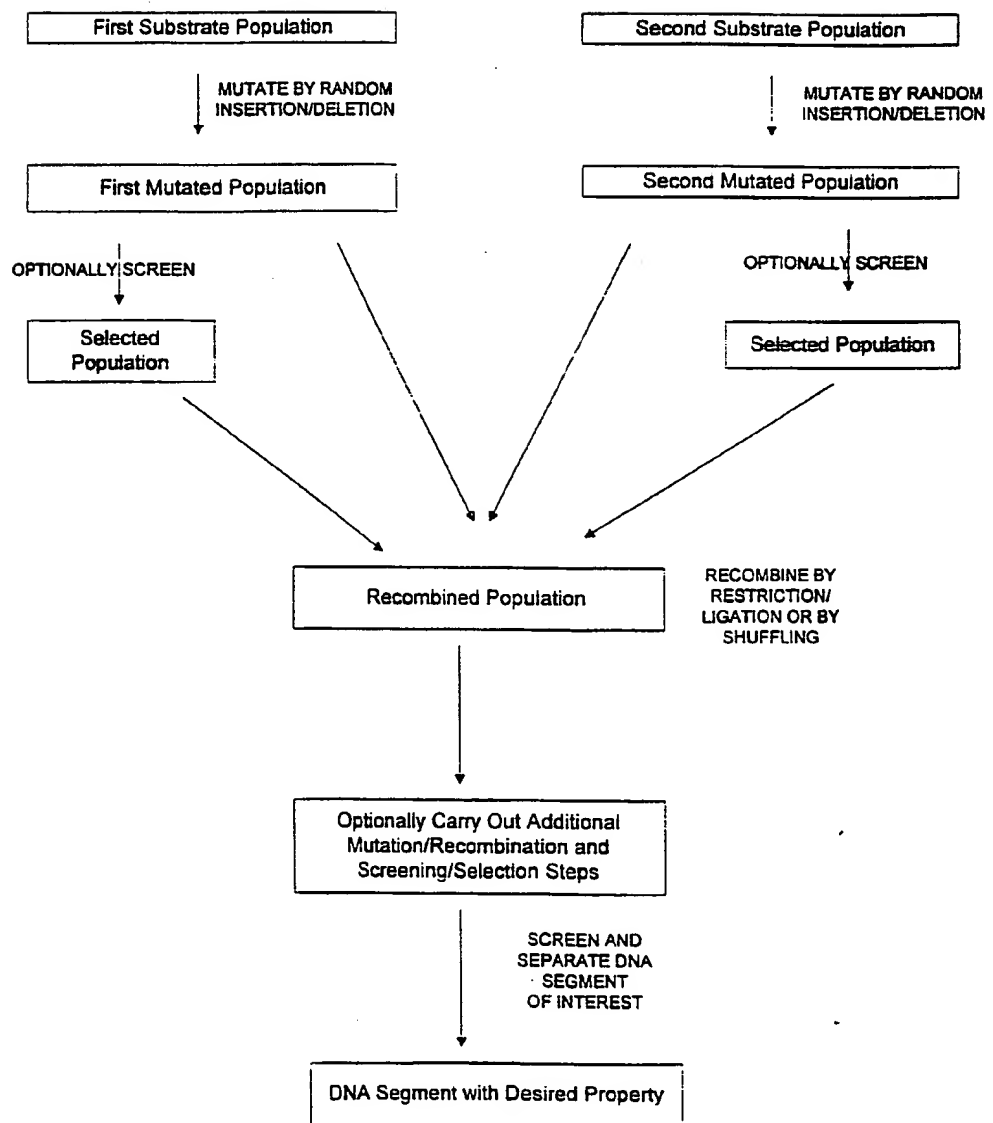 First Substrate Population
Second Substrate Population
MUTATE BY RANDOM
INSERTION/DELETION
MUTATE BY RANDOM
INSERTION/DELETION
First Mutated Population
Second Mutated Population
OPTIONALLY SCREEN
OPTIONALLY SCREEN
Selected
Population
Selected Population
Recombined Population
RECOMBINE BY
RESTRICTION/
LIGATION OR BY
SHUFFLING
Optionally Carry Out Additional
Mutation/Recombination and
Screening/Selection Steps
SCREEN AND
SEPARATE DNA
SEGMENT
OF INTEREST
DNA Segment with Desired Property